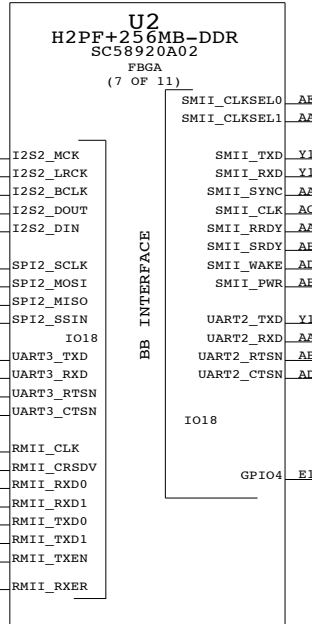 U2
H2PF+256MB-DDR
SC58920A02
FBGA
(7 OF 11)
SMII_CLKSEL0
SMII_CLKSEL1
I2S2_MCK
I2S2_LRCK
I2S2_BCLK
I2S2_DOUT
I2S2_DIN
SPI2_SCLK
SPI2_MOSI
SPI2_MISO
SPI2_SSIN
IO18
UART3_TXD
UART3_RXD
UART3_RTSN
UART3_CTSN
RMII_CLK
RMII_CRSDV
RMII_RXD0
RMII_RXD1
RMII_TXD0
RMII_TXD1
RMII_TXEN
RMII_RXER
BB INTERFACE
SMII_TXD
SMII_RXD
SMII_SYNC
SMII_CLK
SMII_RRDY
SMII_SRDY
SMII_WAKE
SMII_PWR
UART2_TXD
UART2_RXD
UART2_RTSN
UART2_CTSN
IO18
GPIO4